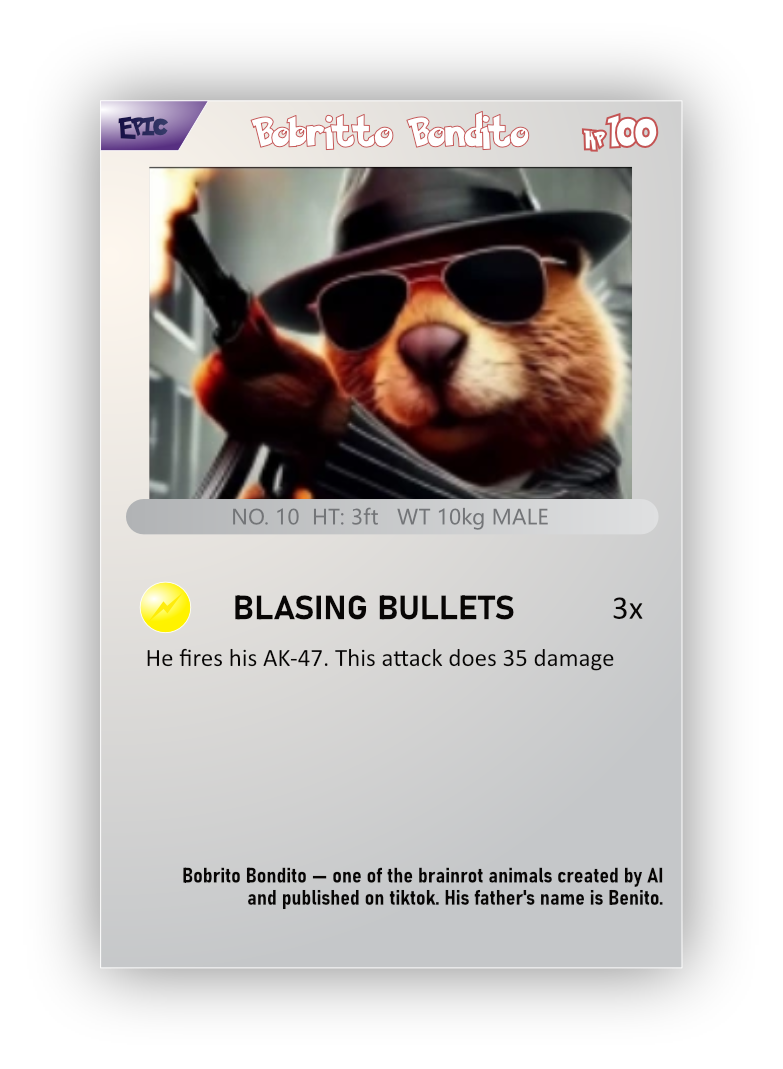 EPIC
Bobritto Bondito
HP100
NO. 10 HT: 3ft WT 10kg MALE
BLASING BULLETS 3x
He fires his AK-47. This attack does 35 damage
Bobrito Bondito — one of the brainrot animals created by AI
and published on tiktok. His father's name is Benito.